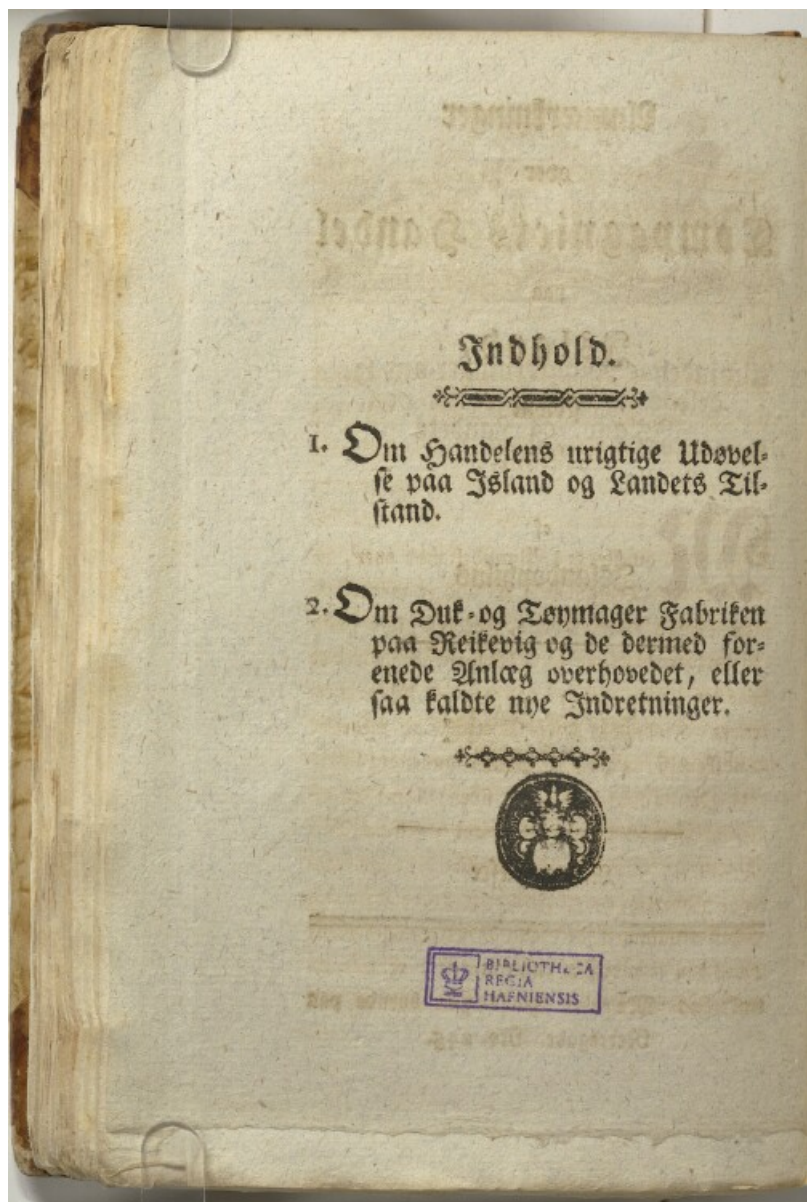 Indhold.
1. Om Handelens urigtige Udøvel-
se paa Island og Landets Til-
stand.
2. Om Duk- og Tøymager Fabriken
paa Reikevig og de dermed for-
enede Anlæg overhovedet, eller
saa kaldte nye Indretninger.
BIBLIOTHECA
REGIA
HAFNIENSIS